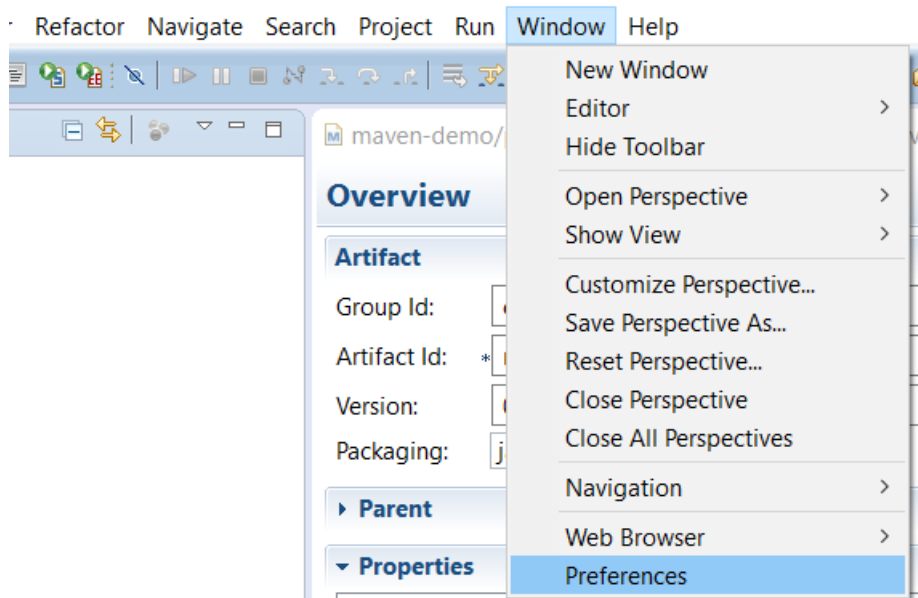 Refactor Navigate Search Project Run Window Help
New Window
Editor
Hide Toolbar
Open Perspective
Show View
Customize Perspective...
Save Perspective As...
Reset Perspective...
Close Perspective
Close All Perspectives
Navigation
Web Browser
Preferences
maven-demo/
Overview
Artifact
Group Id:
Artifact Id: *
Version:
Packaging:
Parent
Properties